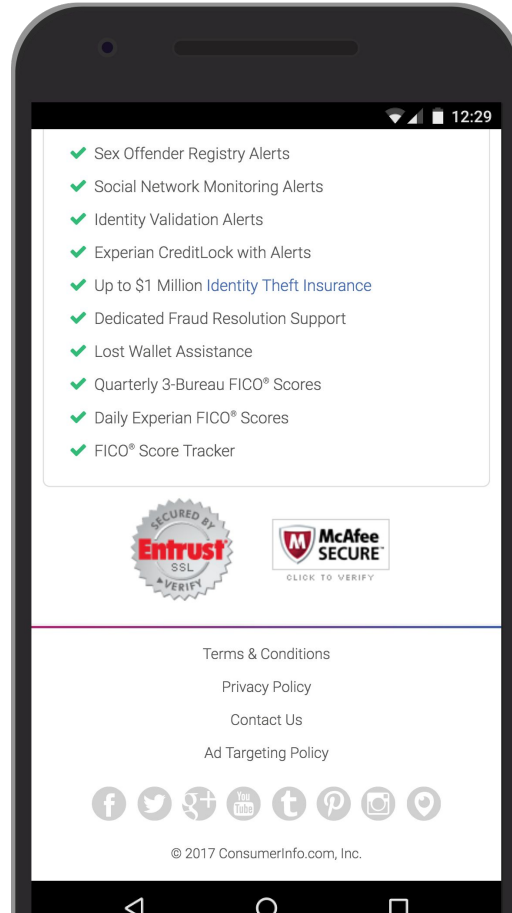 12:29
Sex Offender Registry Alerts
Social Network Monitoring Alerts
Identity Validation Alerts
Experian CreditLock with Alerts
Up to $1 Million Identity Theft Insurance
Dedicated Fraud Resolution Support
Lost Wallet Assistance
Quarterly 3-Bureau FICO® Scores
Daily Experian FICO® Scores
FICO® Score Tracker
SECURED BY
Entrust®
SSL
▲VERIFY
M McAfee
SECURE™
CLICK TO VERIFY
Terms & Conditions
Privacy Policy
Contact Us
Ad Targeting Policy
f g+ You Tube t p
© 2017 ConsumerInfo.com, Inc.